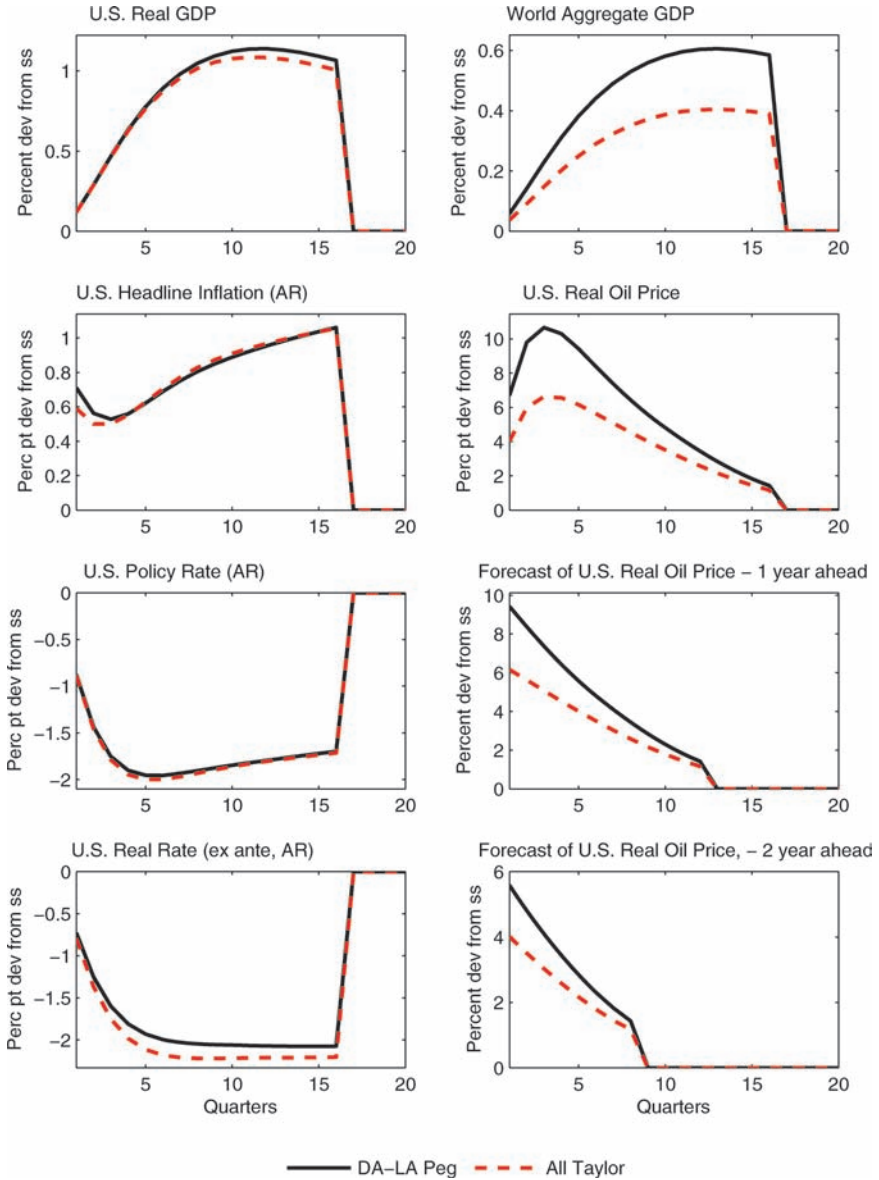 U.S. Real GDP
Percent dev from ss
1
0.5
0
5 10 15 20
World Aggregate GDP
Percent dev from ss
0.6
0.4
0.2
0
5 10 15 20
U.S. Headline Inflation (AR)
Perc pt dev from ss
1
0.8
0.6
0.4
0.2
0
5 10 15 20
U.S. Real Oil Price
Perc pt dev from ss
10
8
6
4
2
0
5 10 15 20
U.S. Policy Rate (AR)
Perc pt dev from ss
0
−0.5
−1
−1.5
−2
5 10 15 20
Forecast of U.S. Real Oil Price − 1 year ahead
Percent dev from ss
10
8
6
4
2
0
5 10 15 20
U.S. Real Rate (ex ante, AR)
Perc pt dev from ss
0
−0.5
−1
−1.5
−2
5 10 15 20
Quarters
Forecast of U.S. Real Oil Price, − 2 year ahead
Percent dev from ss
6
4
2
0
5 10 15 20
Quarters
DA−LA Peg All Taylor